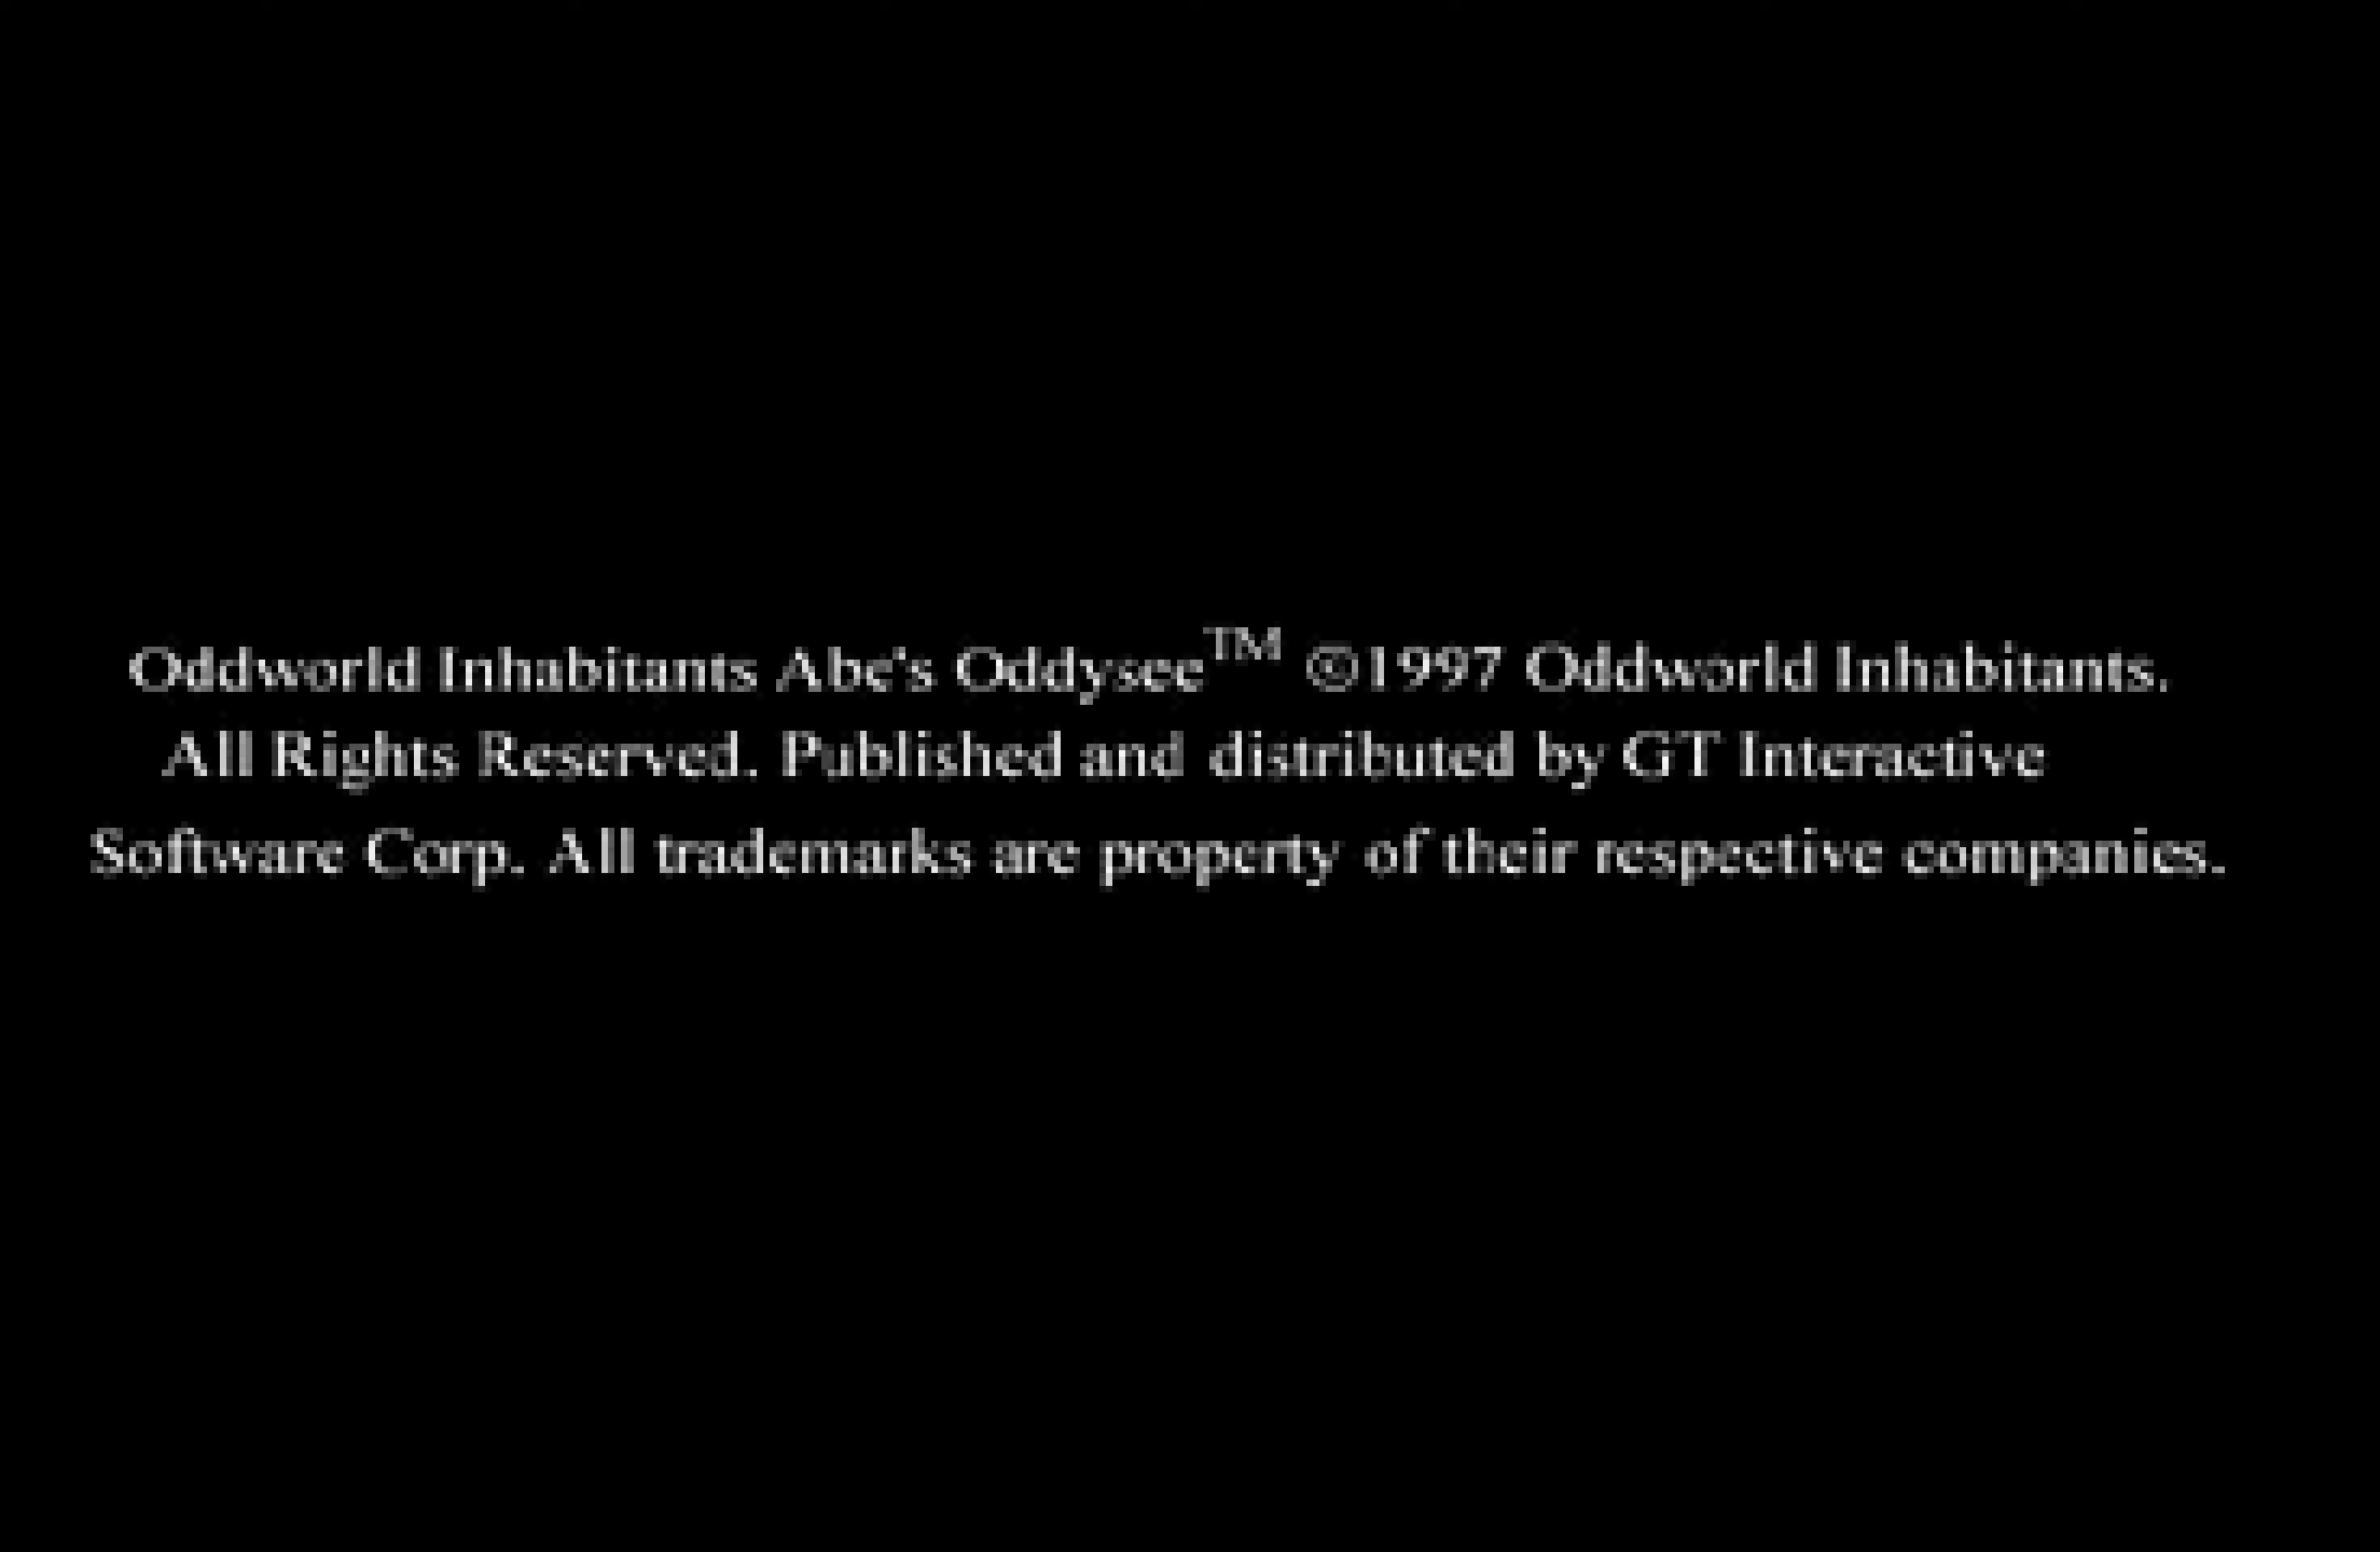 Oddworld Inhabitants Abe's Oddysee™ ©1997 Oddworld Inhabitants.
All Rights Reserved. Published and distributed by GT Interactive
Software Corp. All trademarks are property of their respective companies.